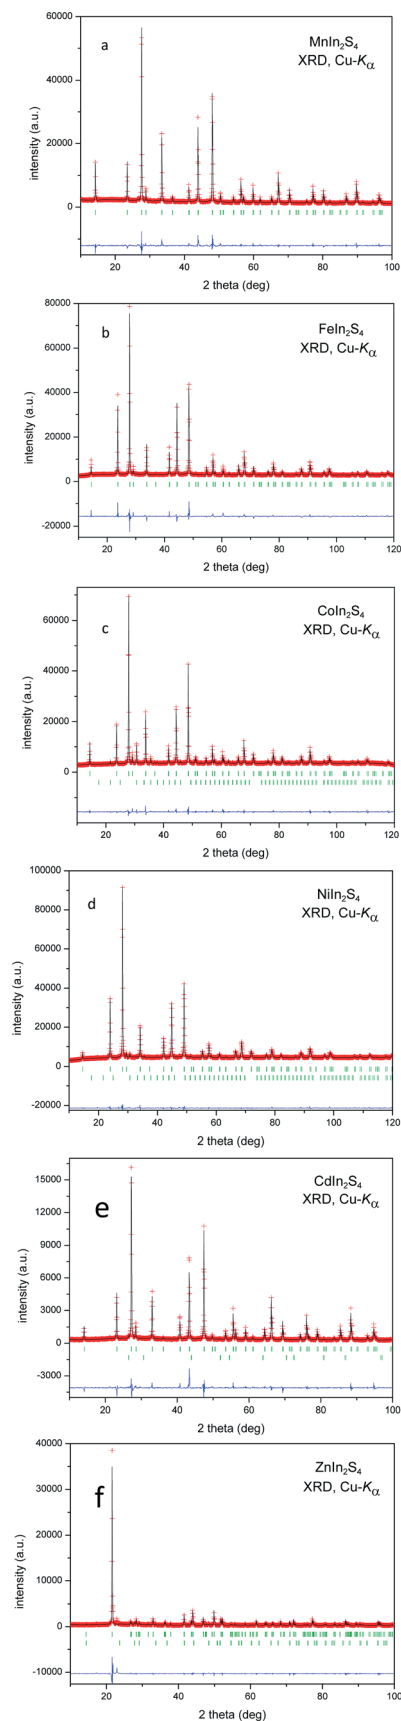 a
MnIn₂S₄
XRD, Cu-Kα
intensity (a.u.)
60000
40000
20000
0
20 40 60 80 100
2 theta (deg)
b
FeIn₂S₄
XRD, Cu-Kα
intensity (a.u.)
80000
60000
40000
20000
0
-20000
20 40 60 80 100 120
2 theta (deg)
c
CoIn₂S₄
XRD, Cu-Kα
intensity (a.u.)
60000
40000
20000
0
20 40 60 80 100 120
2 theta (deg)
d
NiIn₂S₄
XRD, Cu-Kα
intensity (a.u.)
100000
80000
60000
40000
20000
0
-20000
20 40 60 80 100 120
2 theta (deg)
e
CdIn₂S₄
XRD, Cu-Kα
intensity (a.u.)
15000
12000
9000
6000
3000
0
-3000
20 40 60 80 100
2 theta (deg)
f
ZnIn₂S₄
XRD, Cu-Kα
intensity (a.u.)
40000
30000
20000
10000
0
-10000
20 40 60 80 100
2 theta (deg)